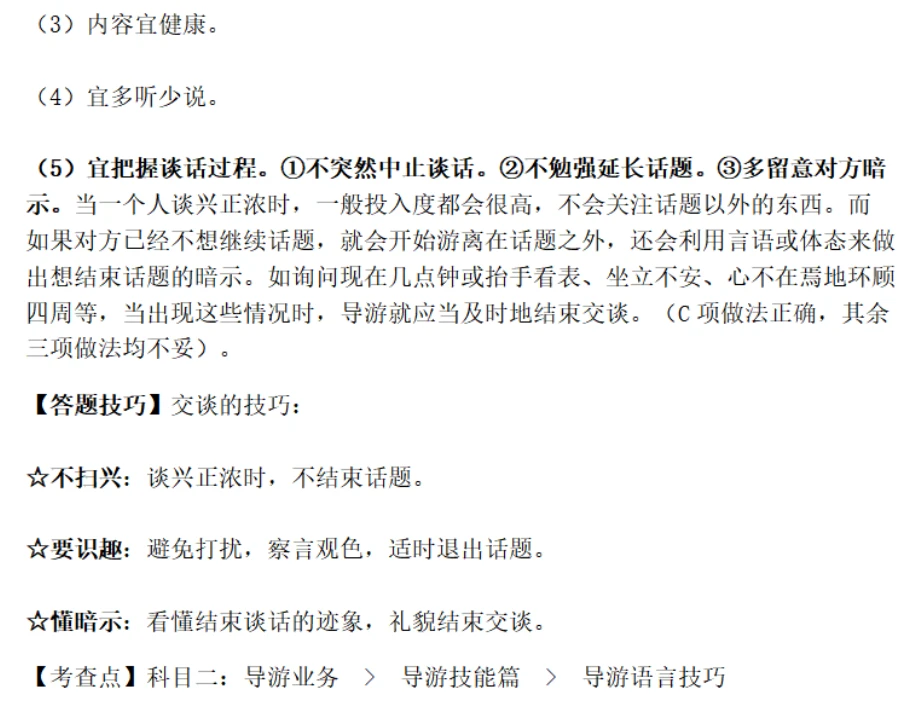 （3）内容宜健康。
（4）宜多听少说。
（5）宜把握谈话过程。①不突然中止谈话。②不勉强延长话题。③多留意对方暗
示。当一个人谈兴正浓时，一般投入度都会很高，不会关注话题以外的东西。而
如果对方已经不想继续话题，就会开始游离在话题之外，还会利用言语或体态来做
出想结束话题的暗示。如询问现在几点钟或抬手看表、坐立不安、心不在焉地环顾
四周等，当出现这些情况时，导游就应当及时地结束交谈。（C 项做法正确，其余
三项做法均不妥）。
【答题技巧】交谈的技巧：
☆不扫兴：谈兴正浓时，不结束话题。
☆要识趣：避免打扰，察言观色，适时退出话题。
☆懂暗示：看懂结束谈话的迹象，礼貌结束交谈。
【考查点】科目二：导游业务 > 导游技能篇 > 导游语言技巧